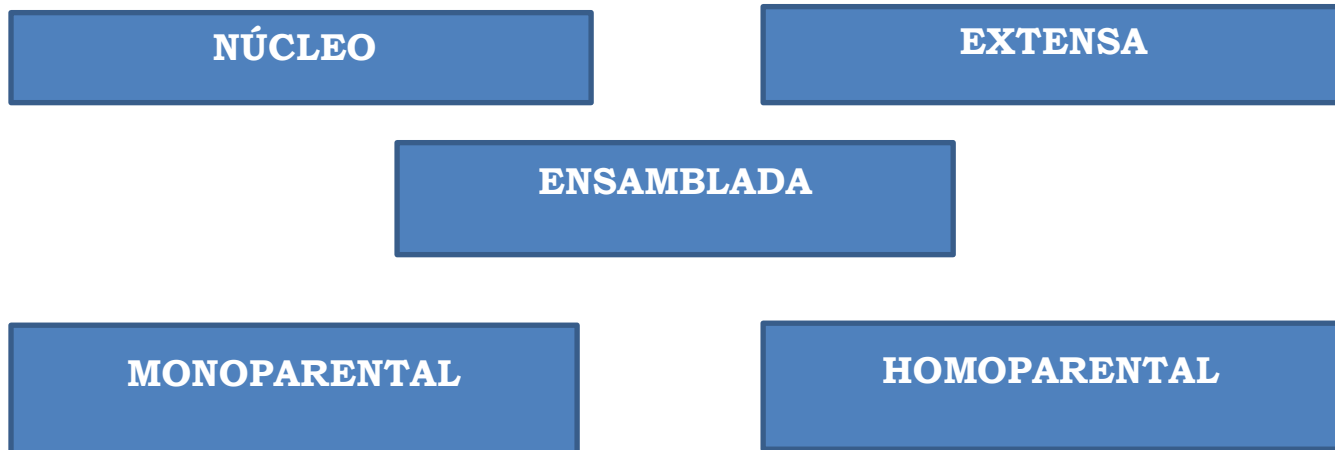 NÚCLEO
EXTENSA
ENSAMBLADA
MONOPARENTAL
HOMOPARENTAL